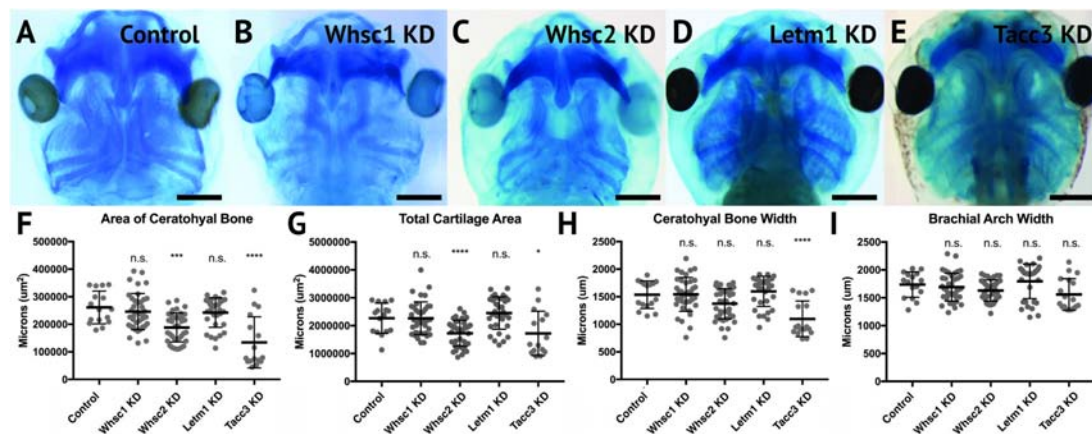 A Control B Whsc1 KD C Whsc2 KD D Letm1 KD E Tacc3 KD
F Area of Ceratohyal Bone
Microns (um²)
500000
400000
300000
200000
100000
0
n.s. *** n.s. ****
Control Whsc1 KD Whsc2 KD Letm1 KD Tacc3 KD
G Total Cartilage Area
Microns (um²)
5000000
4000000
3000000
2000000
1000000
0
n.s. **** n.s. *
Control Whsc1 KD Whsc2 KD Letm1 KD Tacc3 KD
H Ceratohyal Bone Width
Microns (um)
2500
2000
1500
1000
500
0
n.s. n.s. n.s. ****
Control Whsc1 KD Whsc2 KD Letm1 KD Tacc3 KD
I Brachial Arch Width
Microns (um)
2500
2000
1500
1000
500
0
n.s. n.s. n.s. n.s.
Control Whsc1 KD Whsc2 KD Letm1 KD Tacc3 KD